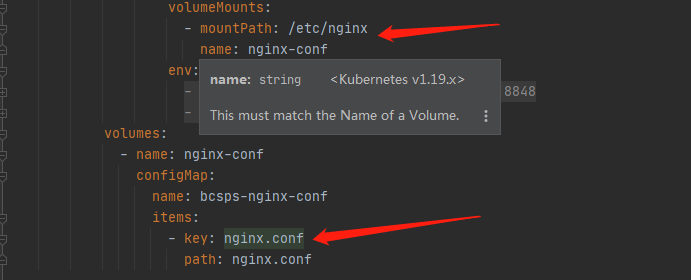 volumeMounts:
- mountPath: /etc/nginx
name: nginx-conf
env:
-
8848
-
name: string <Kubernetes v1.19.x>
This must match the Name of a Volume.
volumes:
- name: nginx-conf
configMap:
name: bcsps-nginx-conf
items:
- key: nginx.conf
path: nginx.conf